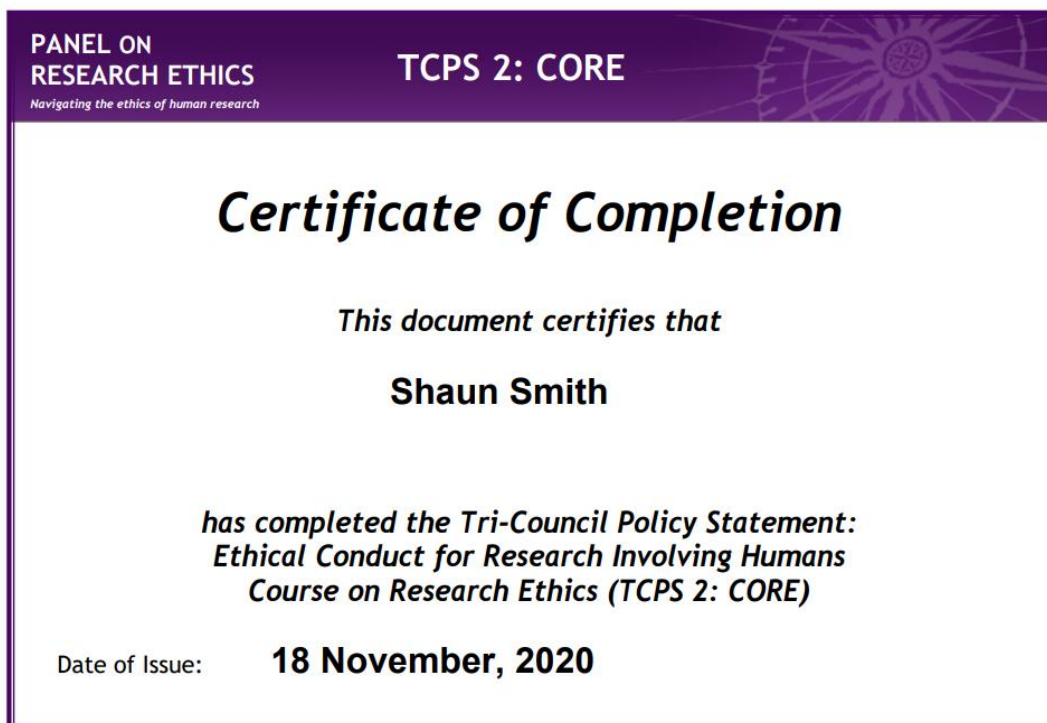 PANEL ON
RESEARCH ETHICS
Navigating the ethics of human research
TCPS 2: CORE
Certificate of Completion
This document certifies that
Shaun Smith
has completed the Tri-Council Policy Statement:
Ethical Conduct for Research Involving Humans
Course on Research Ethics (TCPS 2: CORE)
Date of Issue: 18 November, 2020